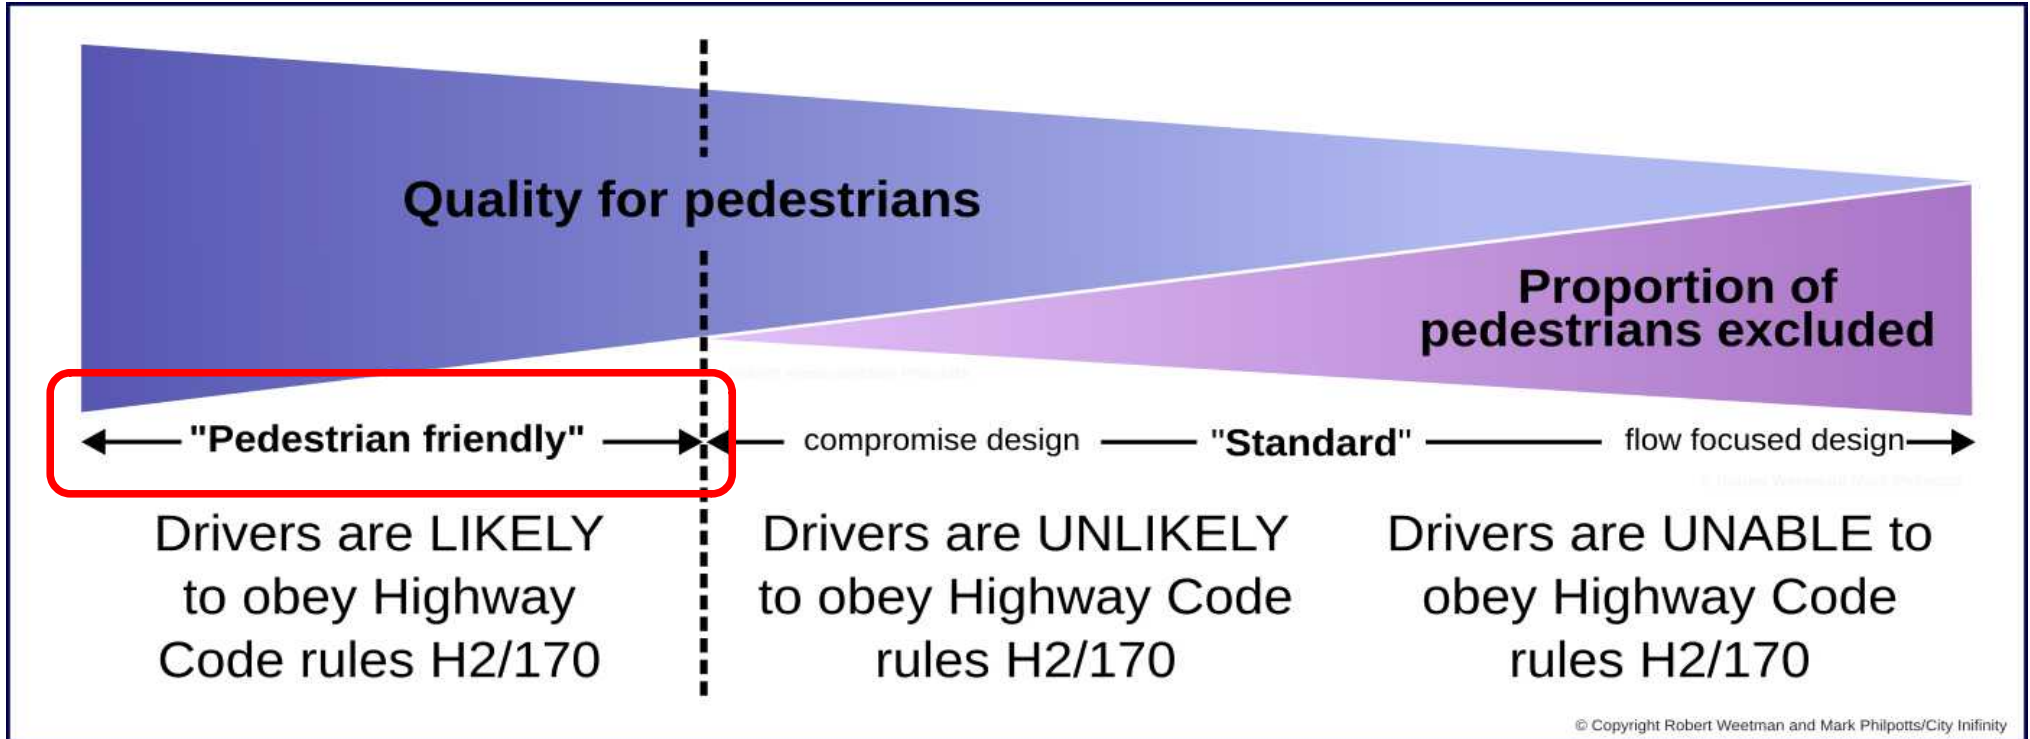 Quality for pedestrians
Proportion of
pedestrians excluded
"Pedestrian friendly"
compromise design
"Standard"
flow focused design
Drivers are LIKELY
to obey Highway
Code rules H2/170
Drivers are UNLIKELY
to obey Highway Code
rules H2/170
Drivers are UNABLE to
obey Highway Code
rules H2/170
© Copyright Robert Weetman and Mark Philpotts/City Inifinity